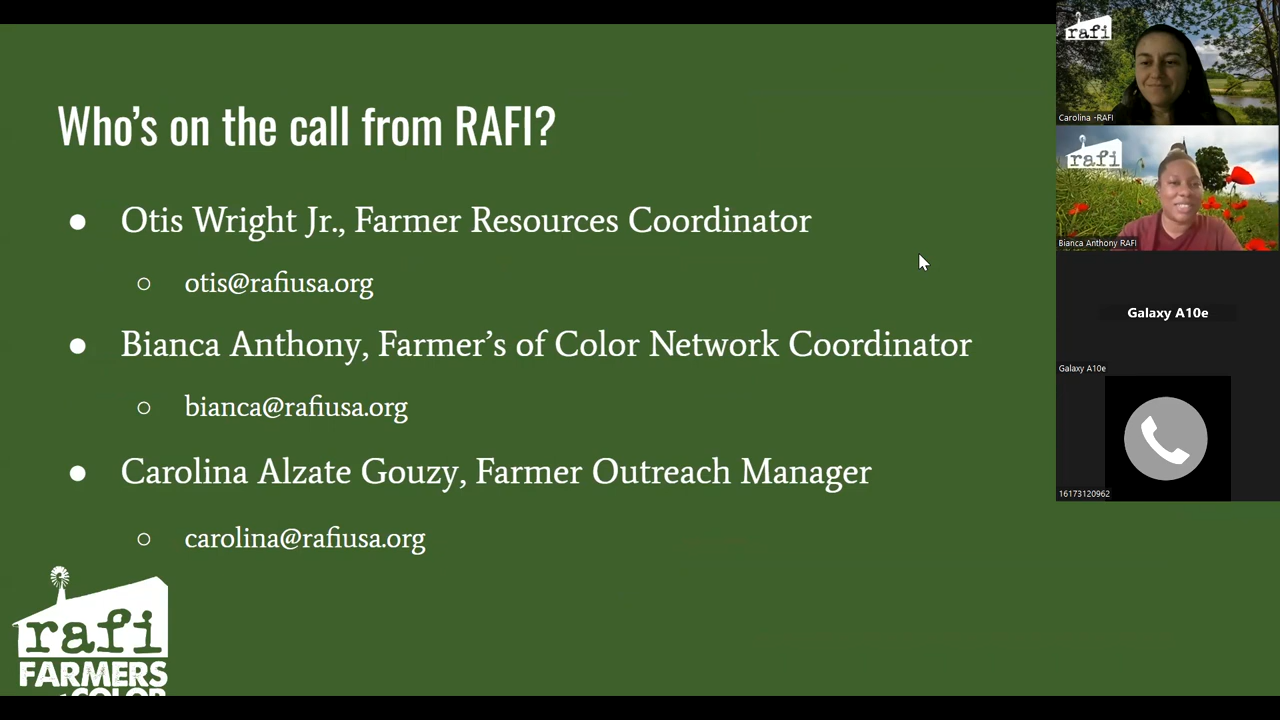 Who's on the call from RAFI?
● Otis Wright Jr., Farmer Resources Coordinator
○ otis@rafiusa.org
● Bianca Anthony, Farmer's of Color Network Coordinator
○ bianca@rafiusa.org
● Carolina Alzate Gouzy, Farmer Outreach Manager
○ carolina@rafiusa.org
rafi
FARMERS
COLOR
rafi
Carolina -RAFI
rafi
Bianca Anthony RAFI
Galaxy A10e
Galaxy A10e
16173120962